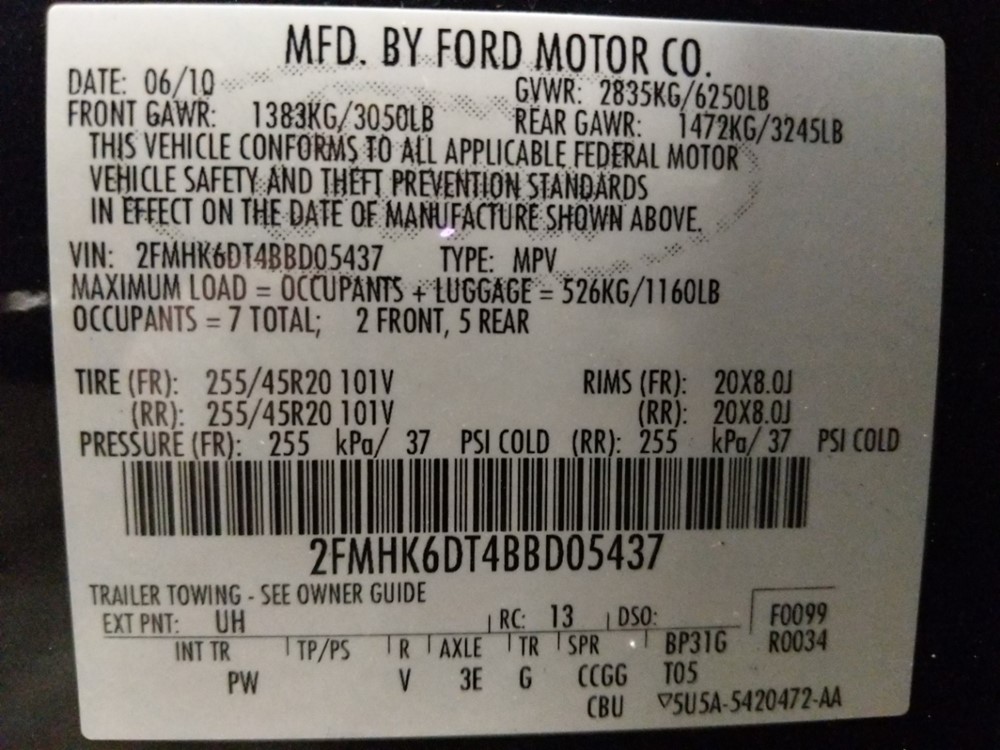 MFD. BY FORD MOTOR CO.
DATE: 06/10 GVWR: 2835KG/6250LB
FRONT GAWR: 1383KG/3050LB REAR GAWR: 1472KG/3245LB
THIS VEHICLE CONFORMS TO ALL APPLICABLE FEDERAL MOTOR
VEHICLE SAFETY AND THEFT PREVENTION STANDARDS
IN EFFECT ON THE DATE OF MANUFACTURE SHOWN ABOVE.
VIN: 2FMHK6DT4BBD05437 TYPE: MPV
MAXIMUM LOAD = OCCUPANTS + LUGGAGE = 526KG/1160LB
OCCUPANTS = 7 TOTAL; 2 FRONT, 5 REAR
TIRE (FR): 255/45R20 101V RIMS (FR): 20X8.0J
(RR): 255/45R20 101V (RR): 20X8.0J
PRESSURE (FR): 255 kPa/ 37 PSI COLD (RR): 255 kPa/ 37 PSI COLD
2FMHK6DT4BBD05437
TRAILER TOWING - SEE OWNER GUIDE
EXT PNT: UH RC: 13 DSO: F0099
INT TR TP/PS R AXLE TR SPR BP31G R0034
PW V 3E G CCGG T05
CBU ▽5U5A-5420472-AA